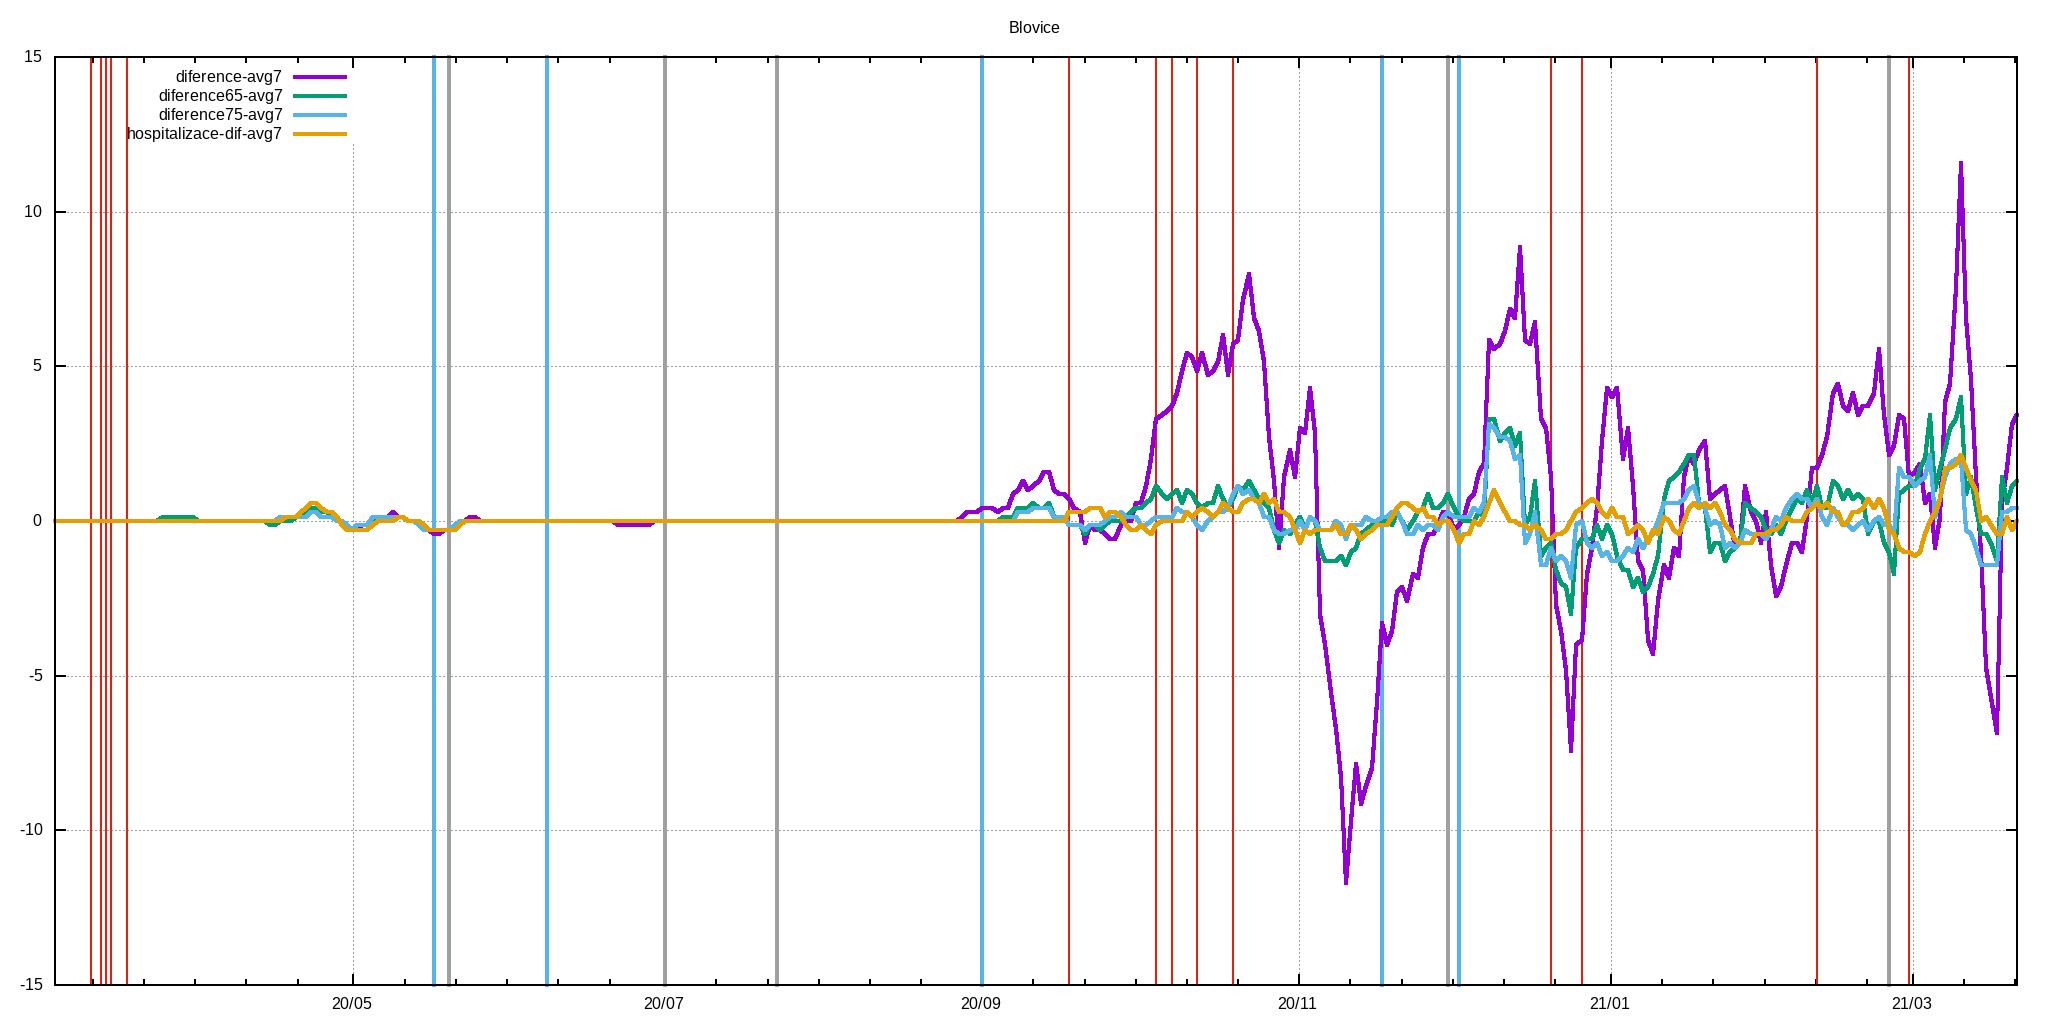 Blovice
15
diference-avg7
diference65-avg7
diference75-avg7
hospitalizace-dif-avg7
10
5
0
-5
-10
-15
20/05 20/07 20/09 20/11 21/01 21/03